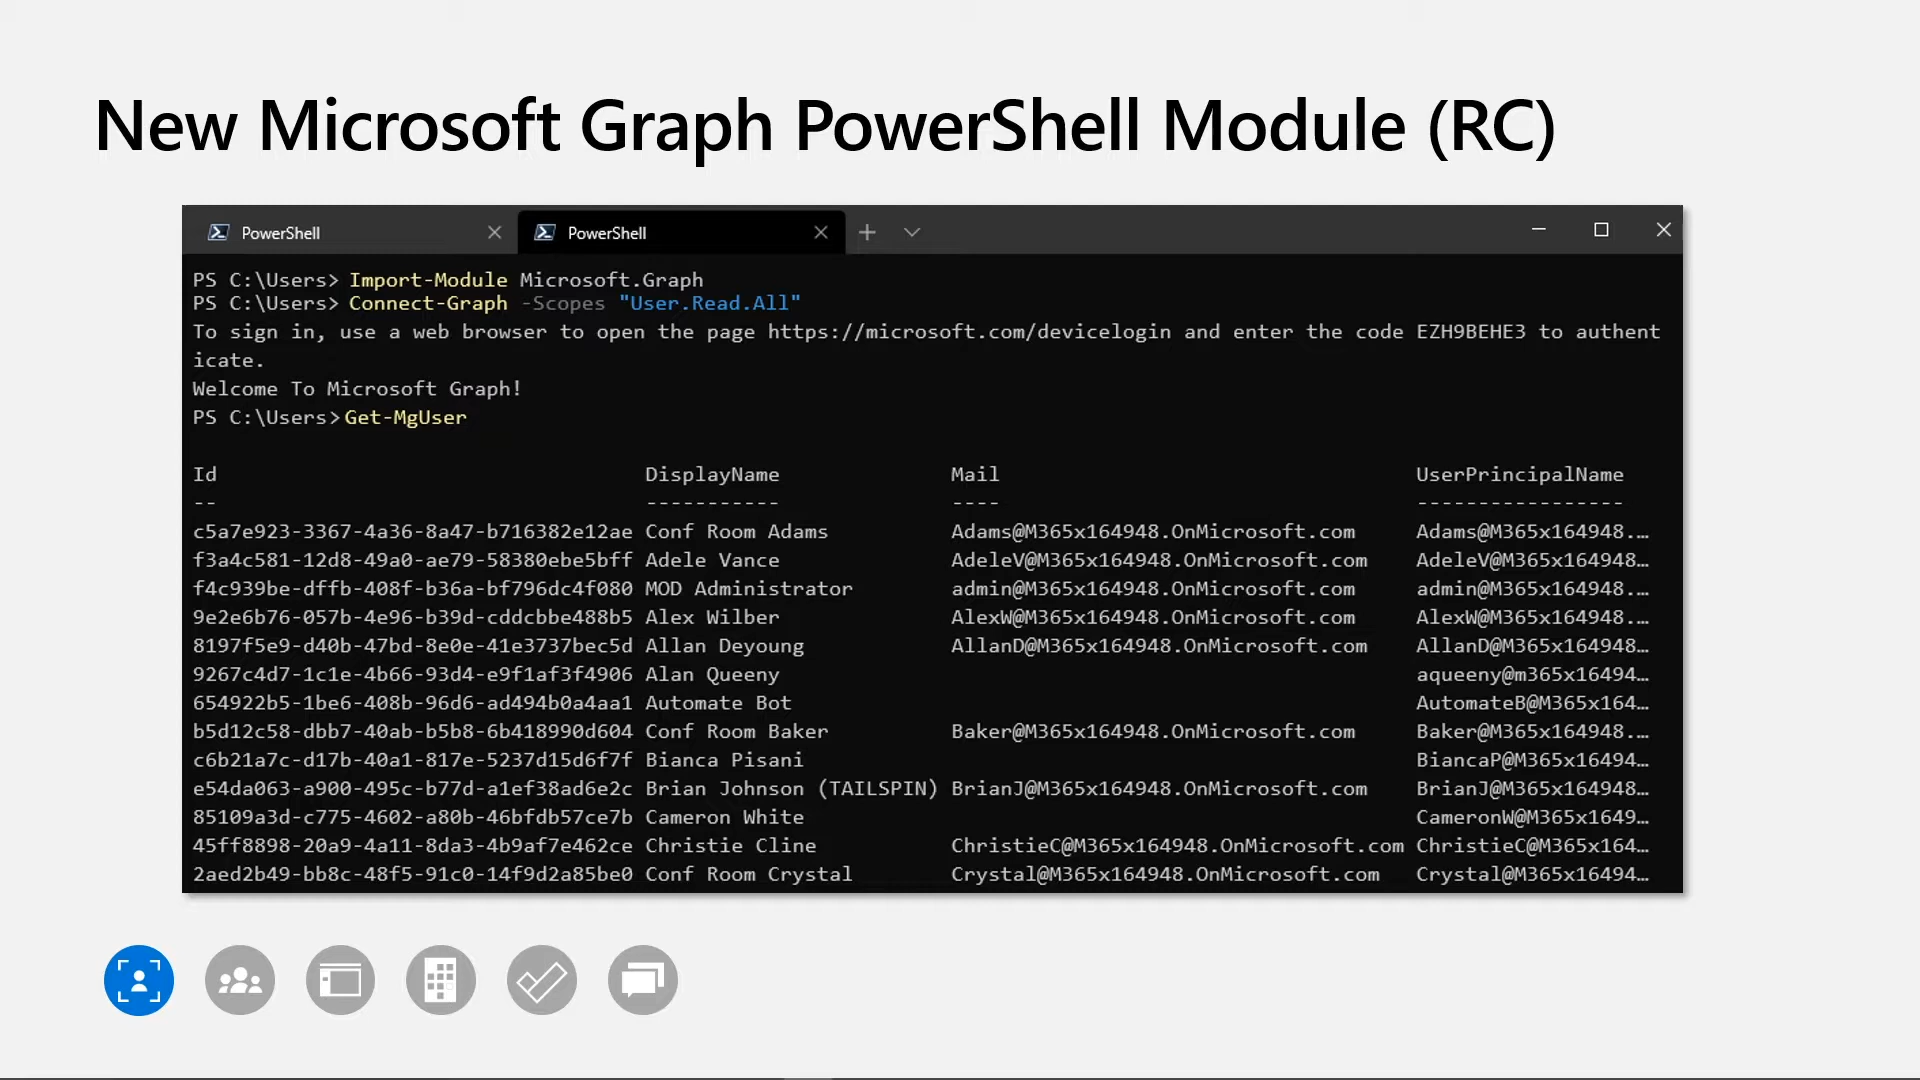 New Microsoft Graph PowerShell Module (RC)
PowerShell
PowerShell
PS C:\Users> Import-Module Microsoft.Graph
PS C:\Users> Connect-Graph -Scopes "User.Read.All"
To sign in, use a web browser to open the page https://microsoft.com/devicelogin and enter the code EZH9BEHE3 to authent
icate.
Welcome To Microsoft Graph!
PS C:\Users> Get-MgUser
Id DisplayName Mail UserPrincipalName
-- ----------- ---- -----------------
c5a7e923-3367-4a36-8a47-b716382e12ae Conf Room Adams Adams@M365x164948.OnMicrosoft.com Adams@M365x164948.…
f3a4c581-12d8-49a0-ae79-58380ebe5bff Adele Vance AdeleV@M365x164948.OnMicrosoft.com AdeleV@M365x164948…
f4c939be-dffb-408f-b36a-bf796dc4f080 MOD Administrator admin@M365x164948.OnMicrosoft.com admin@M365x164948.…
9e2e6b76-057b-4e96-b39d-cddcbbe488b5 Alex Wilber AlexW@M365x164948.OnMicrosoft.com AlexW@M365x164948.…
8197f5e9-d40b-47bd-8e0e-41e3737bec5d Allan Deyoung AllanD@M365x164948.OnMicrosoft.com AllanD@M365x164948…
9267c4d7-1c1e-4b66-93d4-e9f1af3f4906 Alan Queeny aqueeny@m365x16494…
654922b5-1be6-408b-96d6-ad494b0a4aa1 Automate Bot AutomateB@M365x164…
b5d12c58-dbb7-40ab-b5b8-6b418990d604 Conf Room Baker Baker@M365x164948.OnMicrosoft.com Baker@M365x164948.…
c6b21a7c-d17b-40a1-817e-5237d15d6f7f Bianca Pisani BiancaP@M365x16494…
e54da063-a900-495c-b77d-a1ef38ad6e2c Brian Johnson (TAILSPIN) BrianJ@M365x164948.OnMicrosoft.com BrianJ@M365x164948…
85109a3d-c775-4602-a80b-46bfdb57ce7b Cameron White CameronW@M365x1649…
45ff8898-20a9-4a11-8da3-4b9af7e462ce Christie Cline ChristieC@M365x164948.OnMicrosoft.com ChristieC@M365x164…
2aed2b49-bb8c-48f5-91c0-14f9d2a85be0 Conf Room Crystal Crystal@M365x164948.OnMicrosoft.com Crystal@M365x16494…